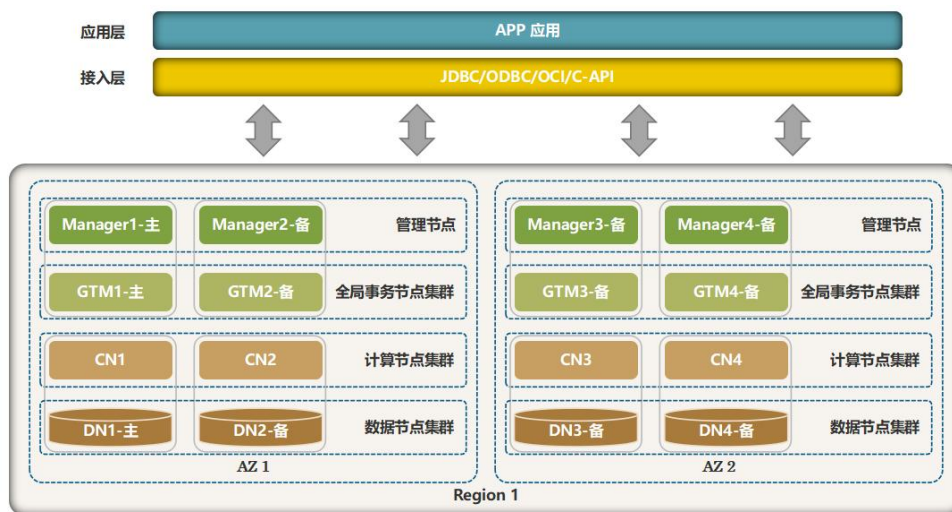 应用层
APP 应用
接入层
JDBC/ODBC/OCI/C-API
Manager1-主
Manager2-备
管理节点
Manager3-备
Manager4-备
管理节点
GTM1-主
GTM2-备
全局事务节点集群
GTM3-备
GTM4-备
全局事务节点集群
CN1
CN2
计算节点集群
CN3
CN4
计算节点集群
DN1-主
DN2-备
数据节点集群
DN3-备
DN4-备
数据节点集群
AZ 1
AZ 2
Region 1